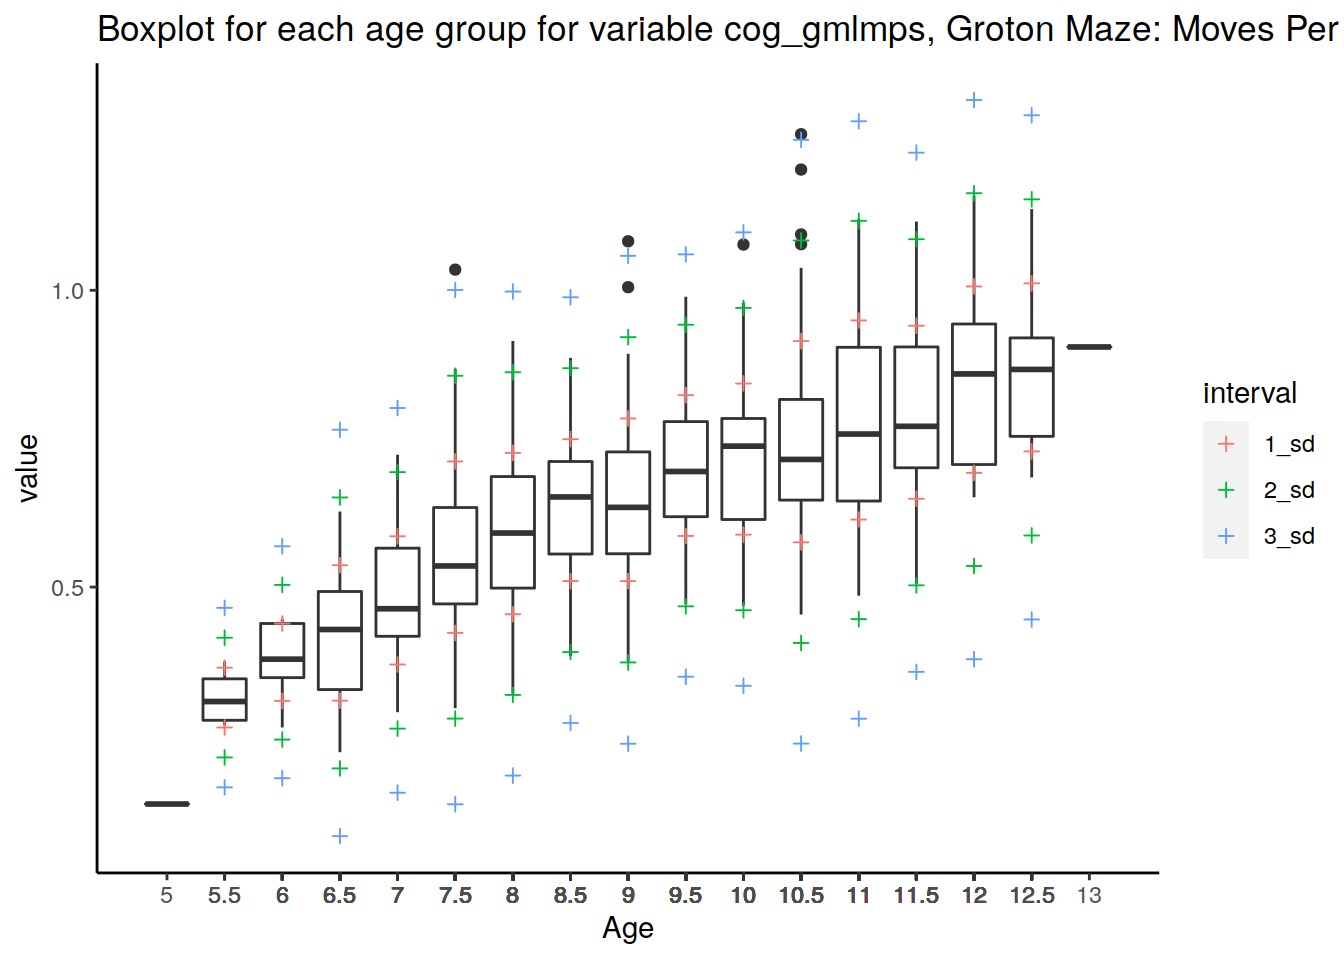 Boxplot for each age group for variable cog_gmlmps, Groton Maze: Moves Per
1.0
0.5
value
5 5.5 6 6.5 7 7.5 8 8.5 9 9.5 10 10.5 11 11.5 12 12.5 13
Age
interval
1_sd
2_sd
3_sd